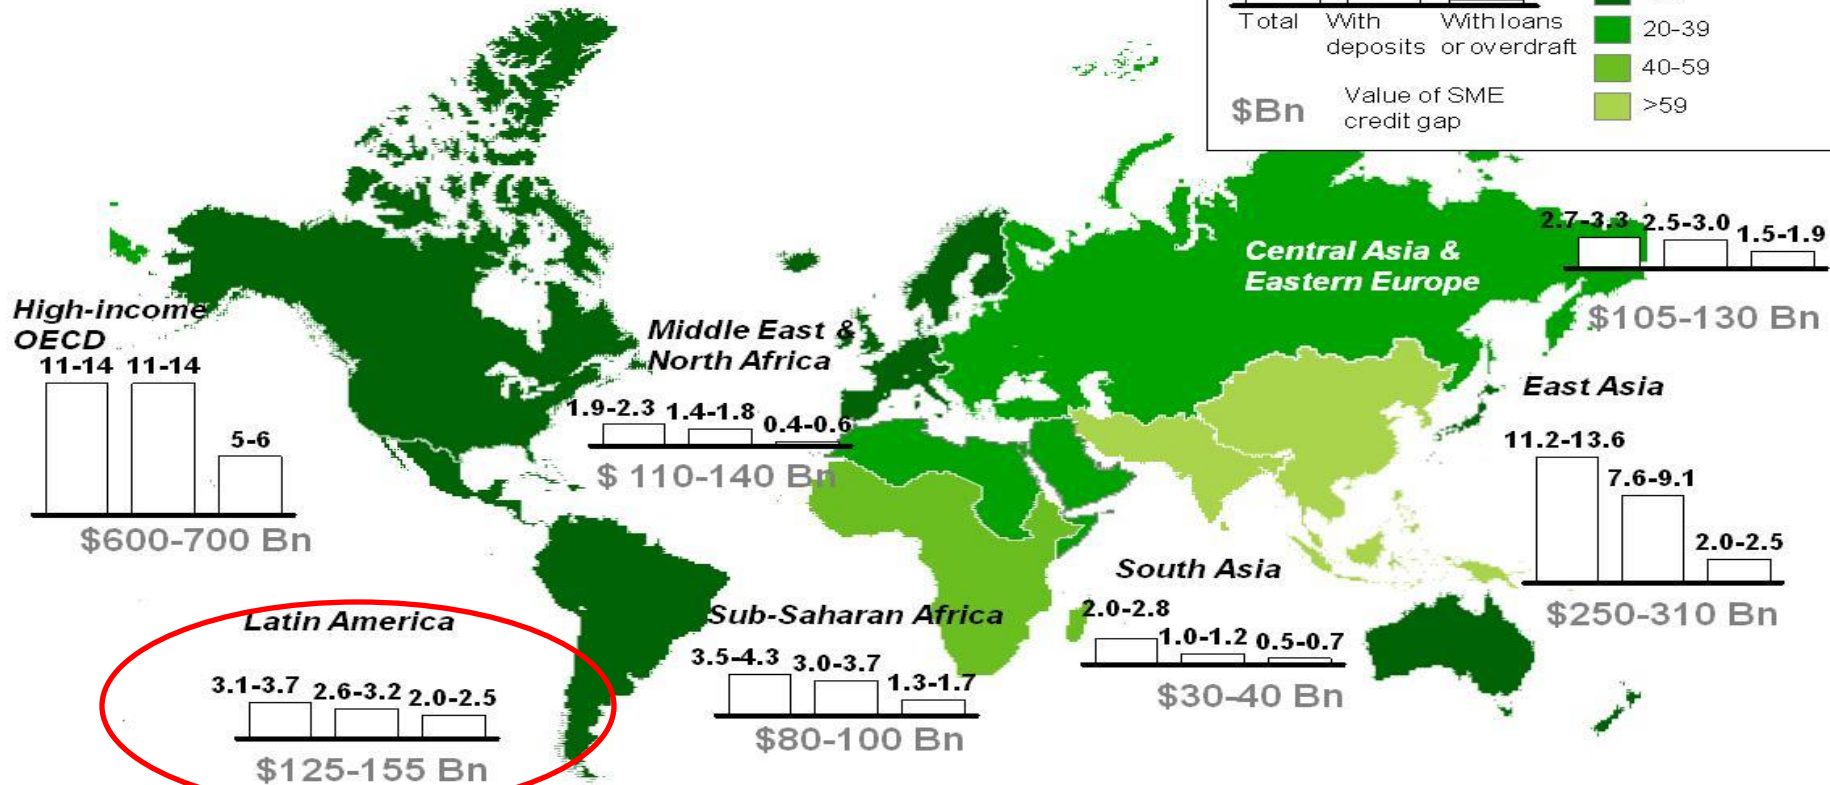 Total With deposits With loans or overdraft
20-39
40-59
$Bn Value of SME credit gap
>59
Central Asia &
Eastern Europe
2.7-3.3 2.5-3.0 1.5-1.9
$105-130 Bn
High-income
OECD
11-14 11-14
5-6
$600-700 Bn
Middle East &
North Africa
1.9-2.3 1.4-1.8 0.4-0.6
$ 110-140 Bn
East Asia
11.2-13.6
7.6-9.1
2.0-2.5
$250-310 Bn
South Asia
2.0-2.8
1.0-1.2 0.5-0.7
$30-40 Bn
Sub-Saharan Africa
3.5-4.3 3.0-3.7
1.3-1.7
$80-100 Bn
Latin America
3.1-3.7 2.6-3.2 2.0-2.5
$125-155 Bn